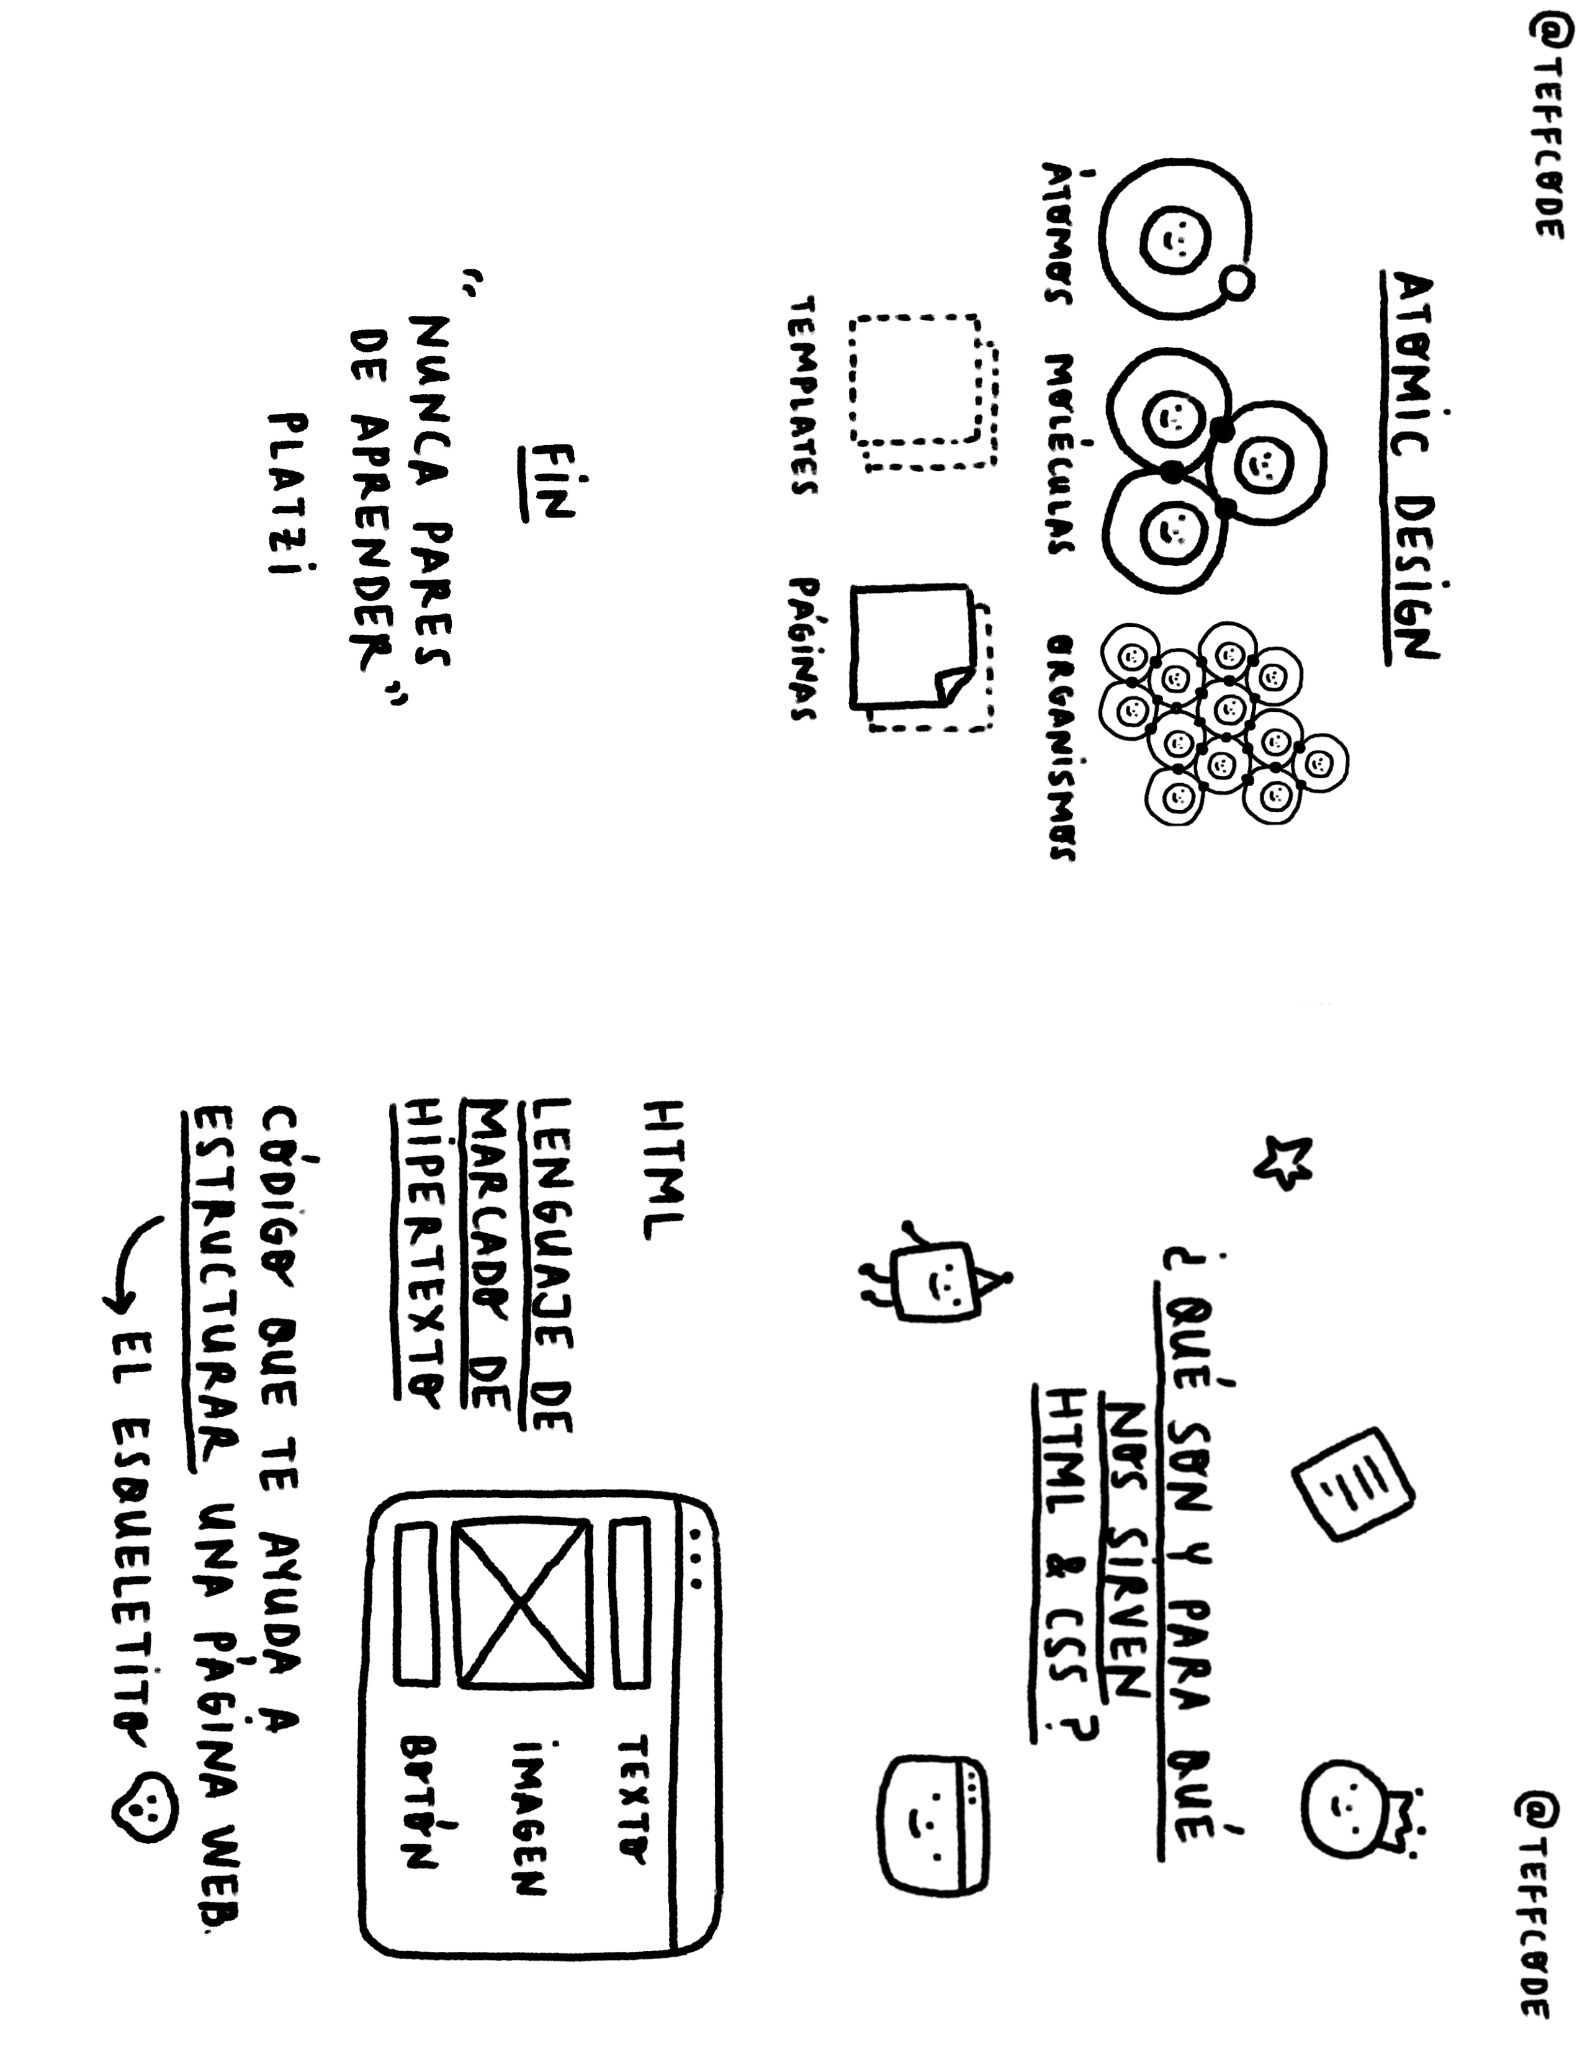 @TEFFCODE
ATOMIC DESIGN
ÁTOMOS MOLÉCULAS ORGANISMOS
TEMPLATES PÁGINAS
FIN
"NUNCA PARES
DE APRENDER"
PLATZI
@TEFFCODE
¿QUÉ SON Y PARA QUÉ
NOS SIRVEN
HTML & CSS?
HTML
LENGUAJE DE
MARCADO DE
HIPERTEXTO
TEXTO
IMAGEN
BOTÓN
CÓDIGO QUE TE AYUDA A
ESTRUCTURAR UNA PÁGINA WEB.
EL ESQUELETITO